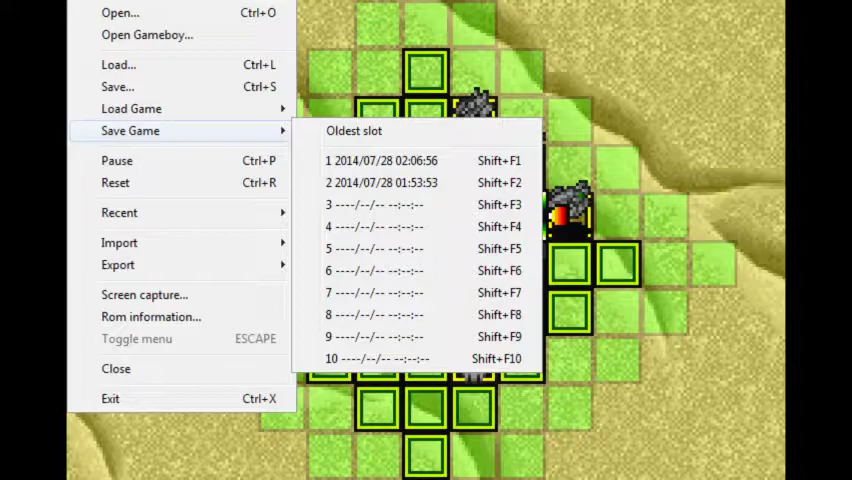 Open... Ctrl+O
Open Gameboy...
Load... Ctrl+L
Save... Ctrl+S
Load Game
Save Game
Pause Ctrl+P
Reset Ctrl+R
Recent
Import
Export
Screen capture...
Rom information...
Toggle menu ESCAPE
Close
Exit Ctrl+X
Oldest slot
1 2014/07/28 02:06:56 Shift+F1
2 2014/07/28 01:53:53 Shift+F2
3 ----/--/-- --:--:-- Shift+F3
4 ----/--/-- --:--:-- Shift+F4
5 ----/--/-- --:--:-- Shift+F5
6 ----/--/-- --:--:-- Shift+F6
7 ----/--/-- --:--:-- Shift+F7
8 ----/--/-- --:--:-- Shift+F8
9 ----/--/-- --:--:-- Shift+F9
10 ----/--/-- --:--:-- Shift+F10